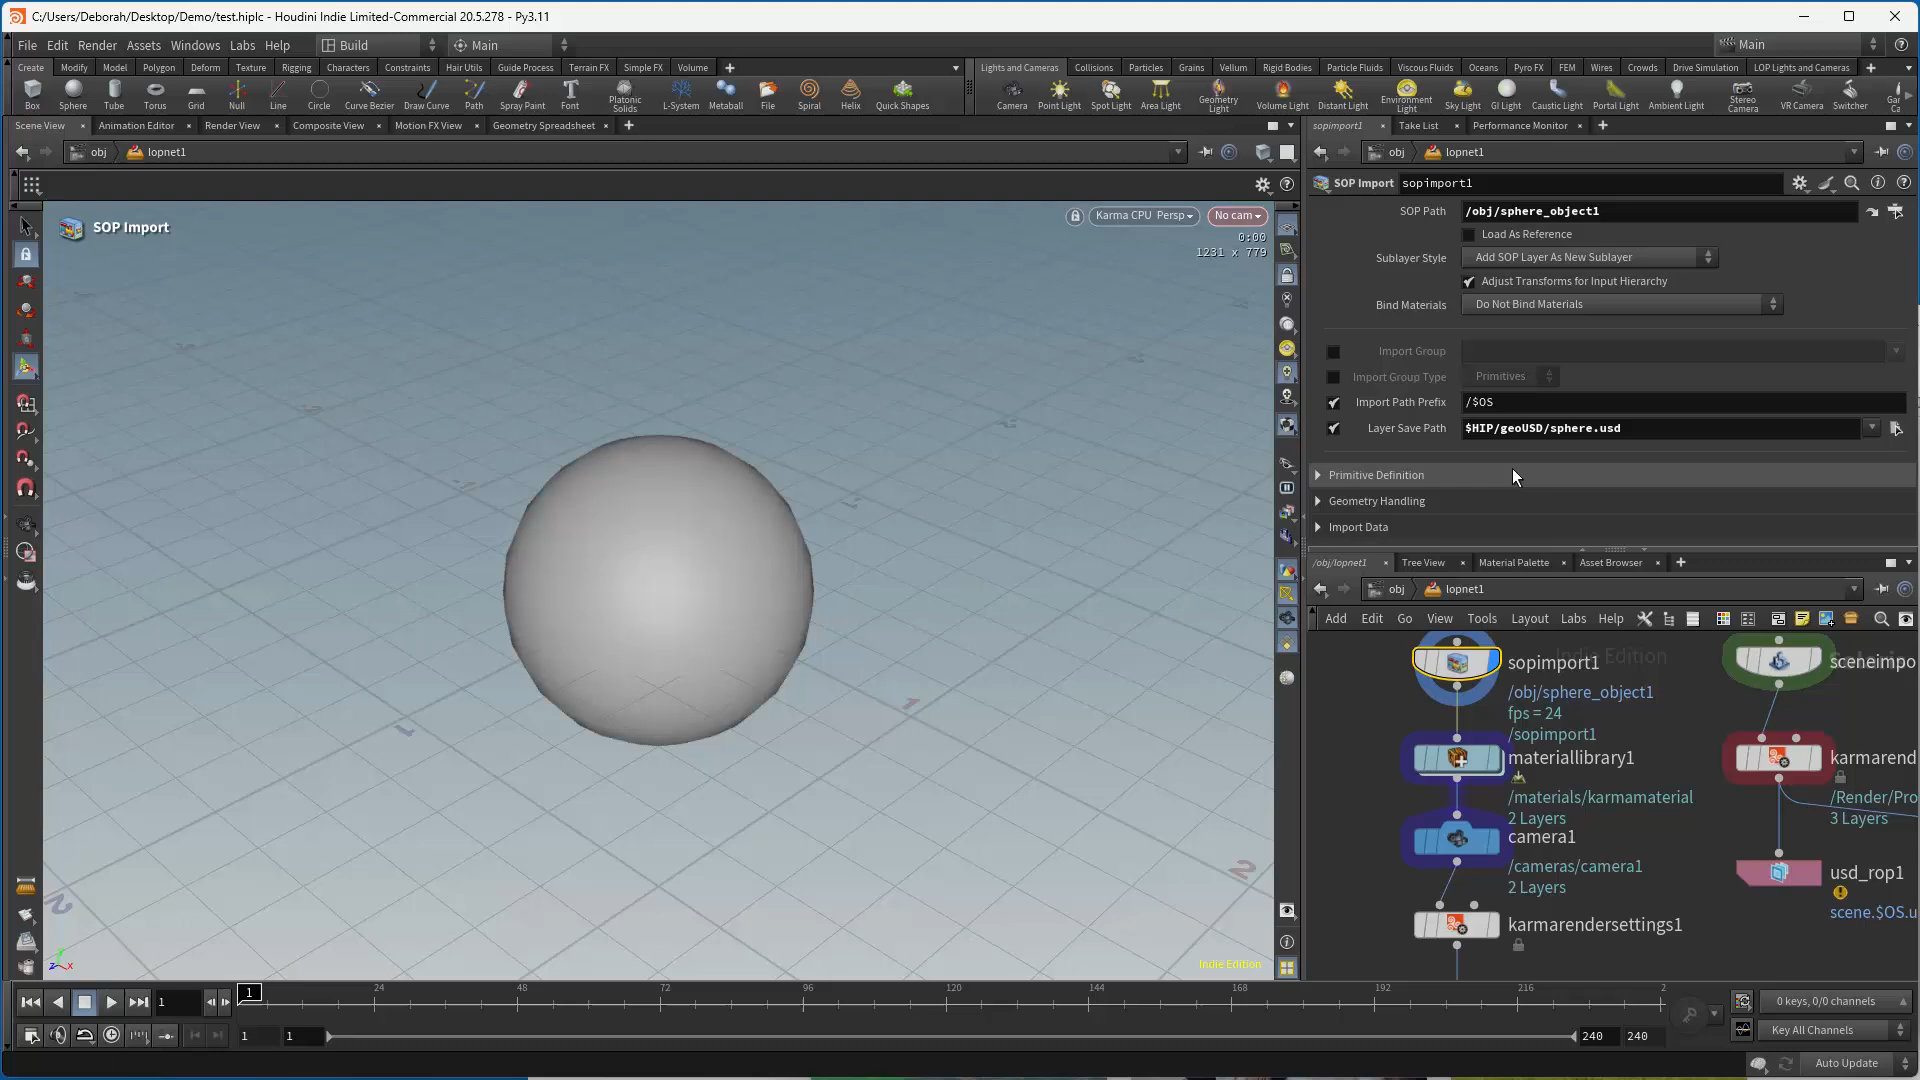 C:/Users/Deborah/Desktop/Demo/test.hiplc - Houdini Indie Limited-Commercial 20.5.278 - Py3.11
File Edit Render Assets Windows Labs Help Build Main Main
Create Modify Model Polygon Deform Texture Rigging Characters Constraints Hair Utils Guide Process Terrain FX Simple FX Volume
Lights and Cameras Collisions Particles Grains Vellum Rigid Bodies Particle Fluids Viscous Fluids Oceans Pyro FX FEM Wires Crowds Drive Simulation LOP Lights and Cameras
Box Sphere Tube Torus Grid Null Line Circle Curve Bezier Draw Curve Path Spray Paint Font Platonic Solids L-System Metaball File Spiral Helix Quick Shapes
Camera Point Light Spot Light Area Light Geometry Light Volume Light Distant Light Environment Light Sky Light GI Light Caustic Light Portal Light Ambient Light Stereo Camera VR Camera Switcher
Scene View Animation Editor Render View Composite View Motion FX View Geometry Spreadsheet
sopimport1 Take List Performance Monitor
obj lopnet1
obj lopnet1
SOP Import sopimport1
SOP Import
Karma CPU Persp No cam
0:00
1231 x 779
SOP Path /obj/sphere_object1
Load As Reference
Sublayer Style Add SOP Layer As New Sublayer
Adjust Transforms for Input Hierarchy
Bind Materials Do Not Bind Materials
Import Group
Import Group Type Primitives
Import Path Prefix /$OS
Layer Save Path $HIP/geoUSD/sphere.usd
Primitive Definition
Geometry Handling
Import Data
/obj/lopnet1 Tree View Material Palette Asset Browser
obj lopnet1
Add Edit Go View Tools Layout Labs Help
Indie Edition
sopimport1
/obj/sphere_object1
fps = 24
/sopimport1
materiallibrary1
/materials/karmamaterial
2 Layers
camera1
/cameras/camera1
2 Layers
karmarendersettings1
sceneimpo
karmarend
/Render/Pro
3 Layers
usd_rop1
scene.$OS.u
1
2
2
Indie Edition
1 1 24 48 72 96 120 144 168 192 216 2
0 keys, 0/0 channels
1 1 240 240
Key All Channels
Auto Update